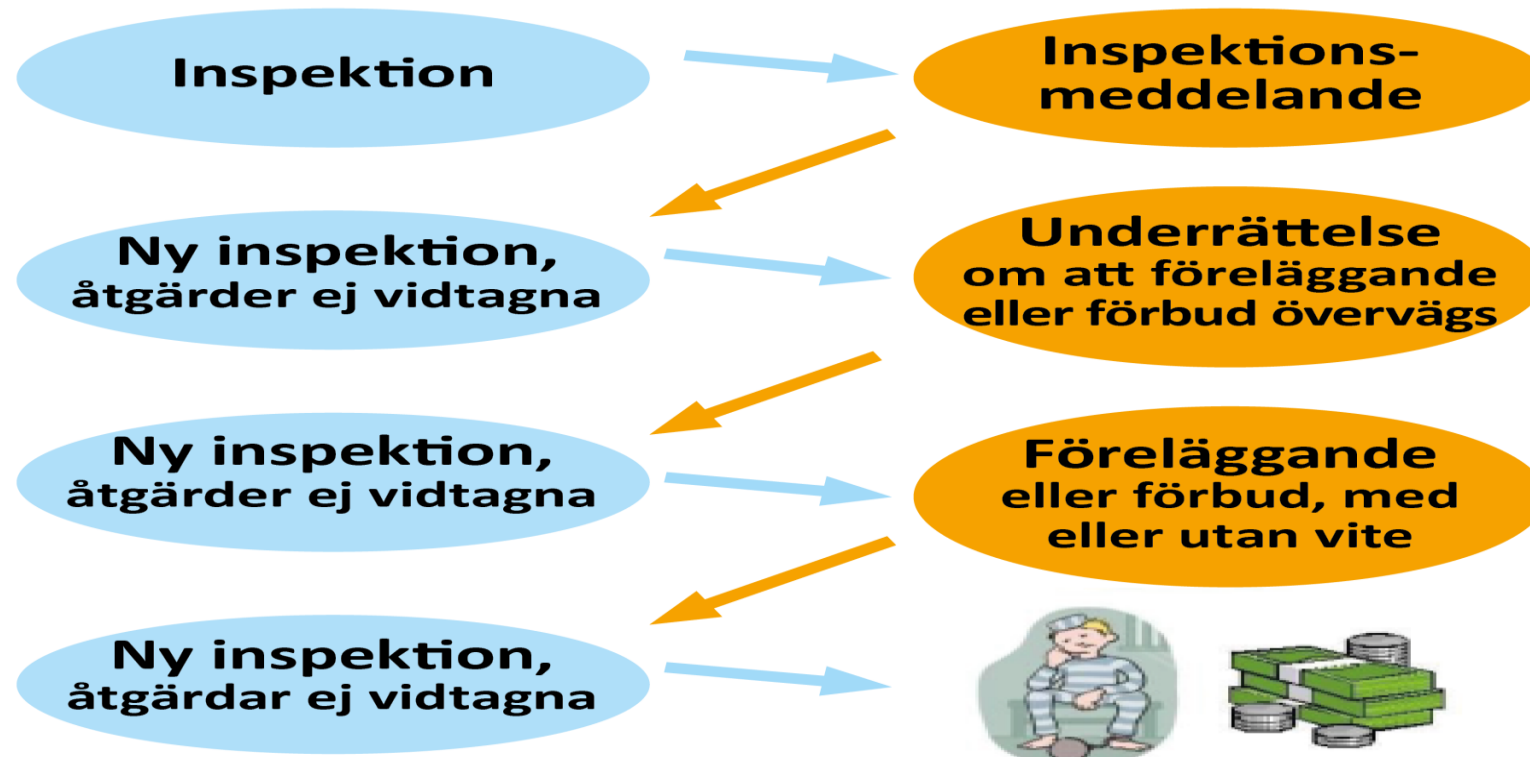 Inspektion
Inspektions-
meddelande
Ny inspektion,
åtgärder ej vidtagna
Underrättelse
om att föreläggande
eller förbud övervägs
Ny inspektion,
åtgärder ej vidtagna
Föreläggande
eller förbud, med
eller utan vite
Ny inspektion,
åtgärdar ej vidtagna